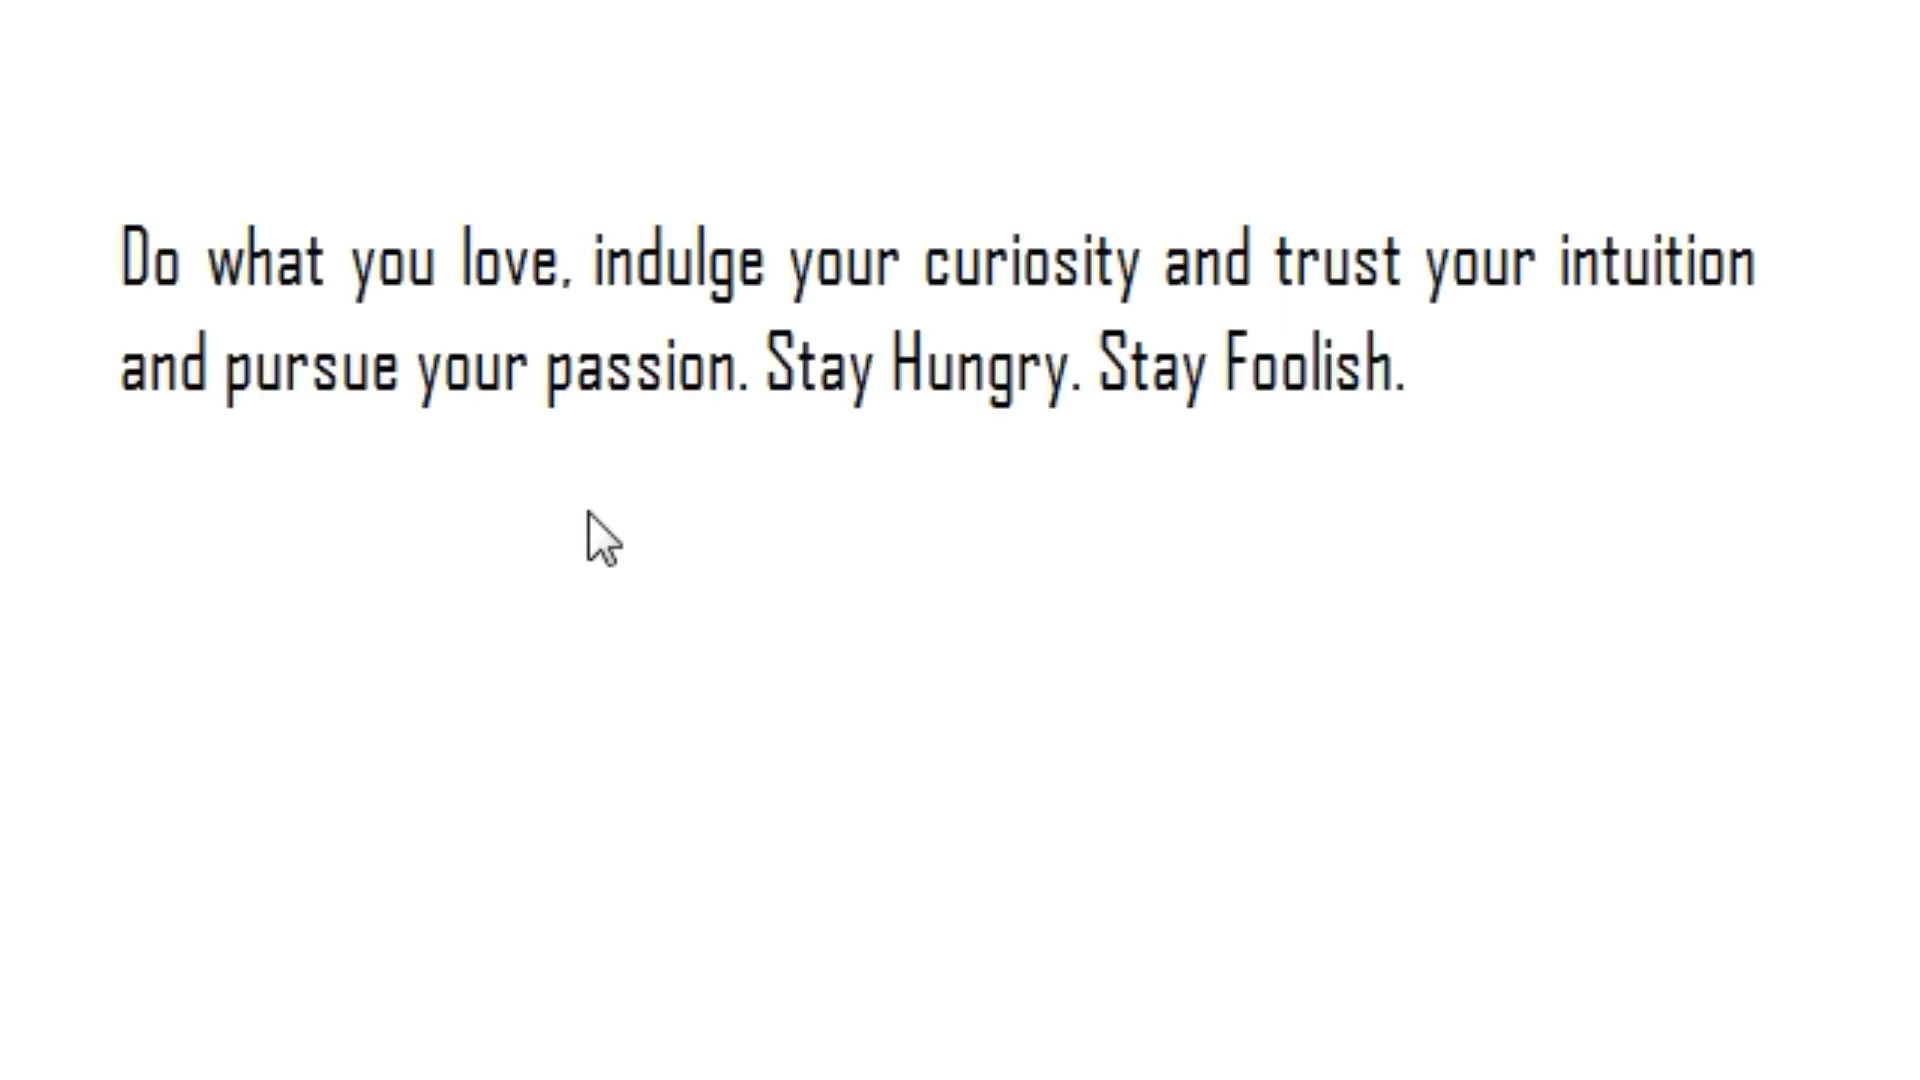 Do what you love, indulge your curiosity and trust your intuition
and pursue your passion. Stay Hungry. Stay Foolish.